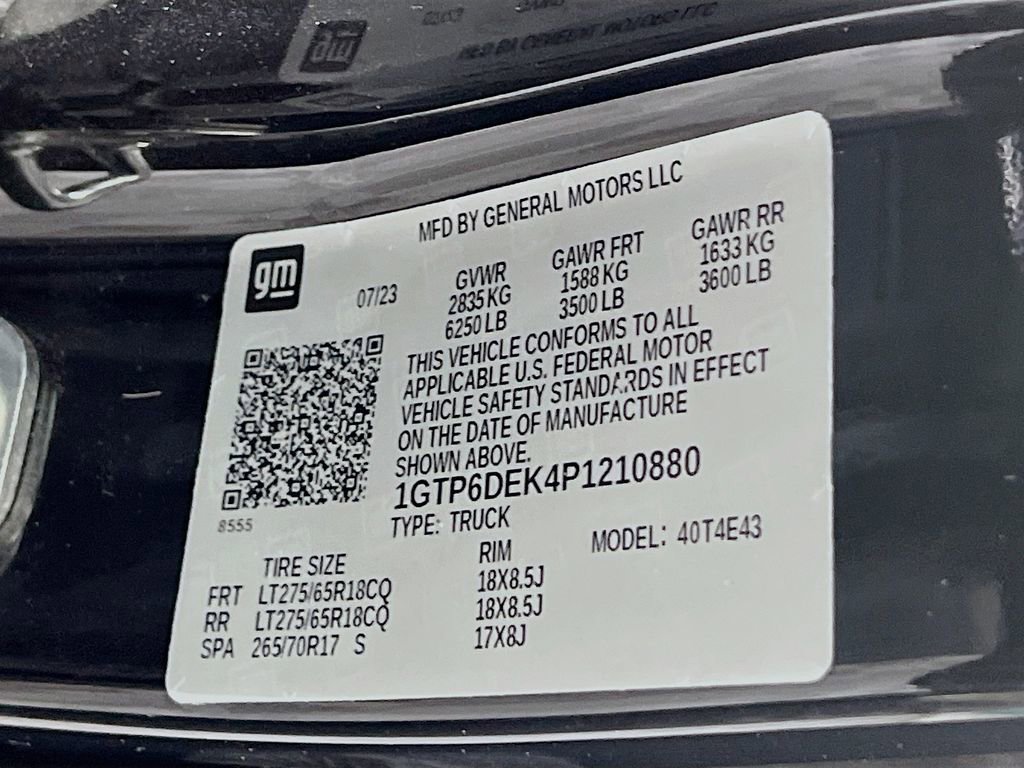 MFD BY GENERAL MOTORS LLC
gm
07/23
GVWR GAWR FRT GAWR RR
2835 KG 1588 KG 1633 KG
6250 LB 3500 LB 3600 LB
THIS VEHICLE CONFORMS TO ALL
APPLICABLE U.S. FEDERAL MOTOR
VEHICLE SAFETY STANDARDS IN EFFECT
ON THE DATE OF MANUFACTURE
SHOWN ABOVE.
1GTP6DEK4P1210880
8555
TYPE: TRUCK
MODEL: 40T4E43
TIRE SIZE RIM
FRT LT275/65R18CQ 18X8.5J
RR LT275/65R18CQ 18X8.5J
SPA 265/70R17 S 17X8J